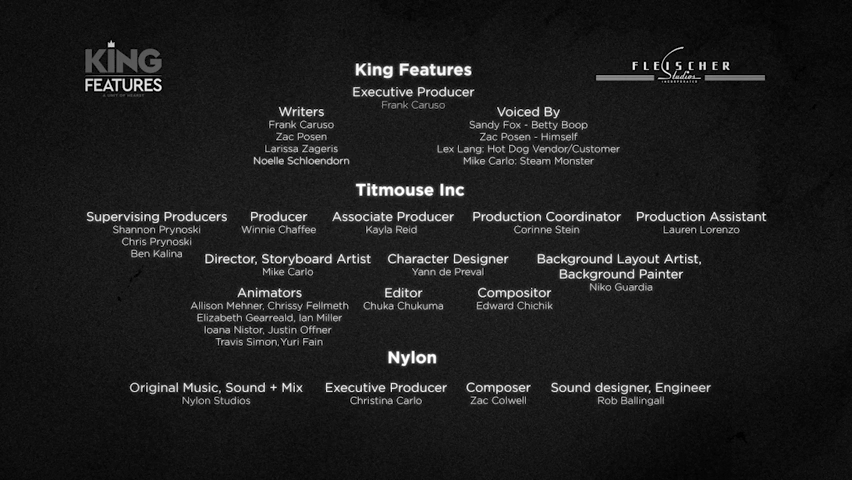 KING
FEATURES
A UNIT OF HEARST
FLEISCHER
Studios
INCORPORATED
King Features
Executive Producer
Frank Caruso
Writers
Frank Caruso
Zac Posen
Larissa Zageris
Noelle Schloendorn
Voiced By
Sandy Fox - Betty Boop
Zac Posen - Himself
Lex Lang: Hot Dog Vendor/Customer
Mike Carlo: Steam Monster
Titmouse Inc
Supervising Producers
Shannon Prynoski
Chris Prynoski
Ben Kalina
Producer
Winnie Chaffee
Associate Producer
Kayla Reid
Production Coordinator
Corinne Stein
Production Assistant
Lauren Lorenzo
Director, Storyboard Artist
Mike Carlo
Character Designer
Yann de Preval
Background Layout Artist,
Background Painter
Niko Guardia
Animators
Allison Mehner, Chrissy Fellmeth
Elizabeth Gearreald, Ian Miller
Ioana Nistor, Justin Offner
Travis Simon, Yuri Fain
Editor
Chuka Chukuma
Compositor
Edward Chichik
Nylon
Original Music, Sound + Mix
Nylon Studios
Executive Producer
Christina Carlo
Composer
Zac Colwell
Sound designer, Engineer
Rob Ballingall